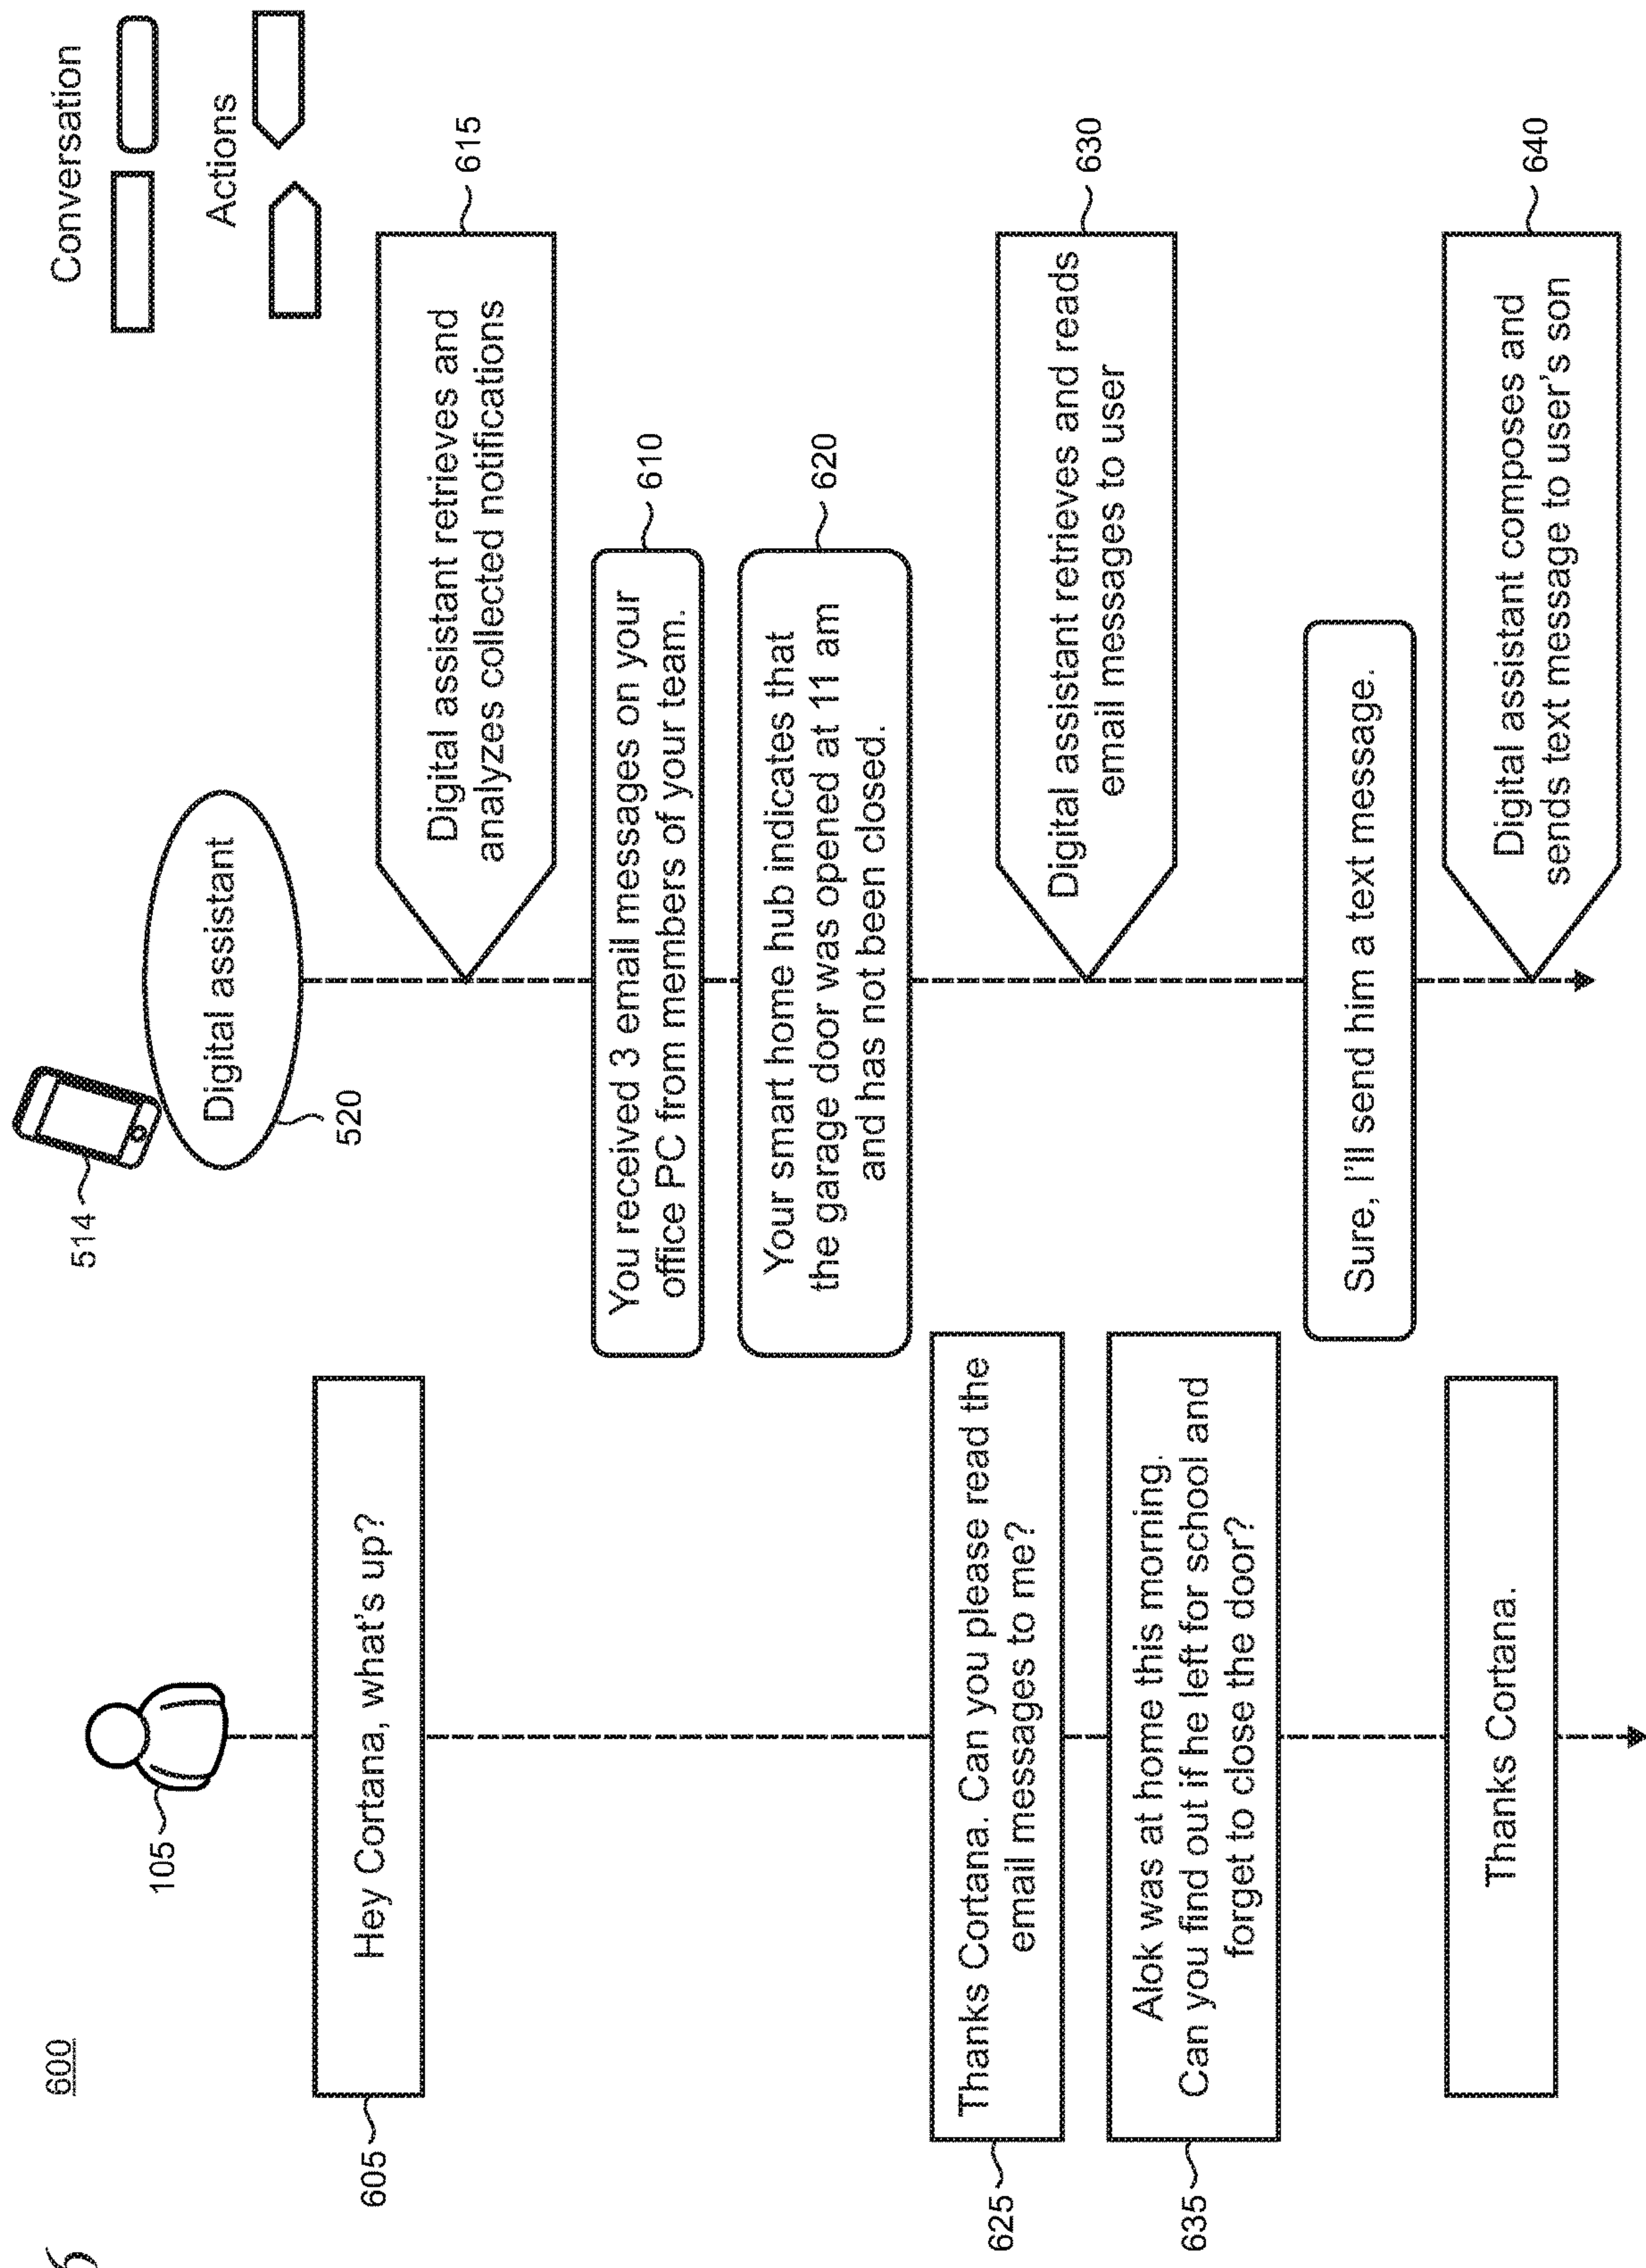 6
600
Conversation
Actions
105
514
Digital assistant
520
605
Hey Cortana, what's up?
Digital assistant retrieves and
analyzes collected notifications
615
You received 3 email messages on your
office PC from members of your team.
610
Your smart home hub indicates that
the garage door was opened at 11 am
and has not been closed.
620
625
Thanks Cortana. Can you please read the
email messages to me?
Digital assistant retrieves and reads
email messages to user
630
635
Alok was at home this morning.
Can you find out if he left for school and
forget to close the door?
Sure, I'll send him a text message.
Thanks Cortana.
Digital assistant composes and
sends text message to user's son
640